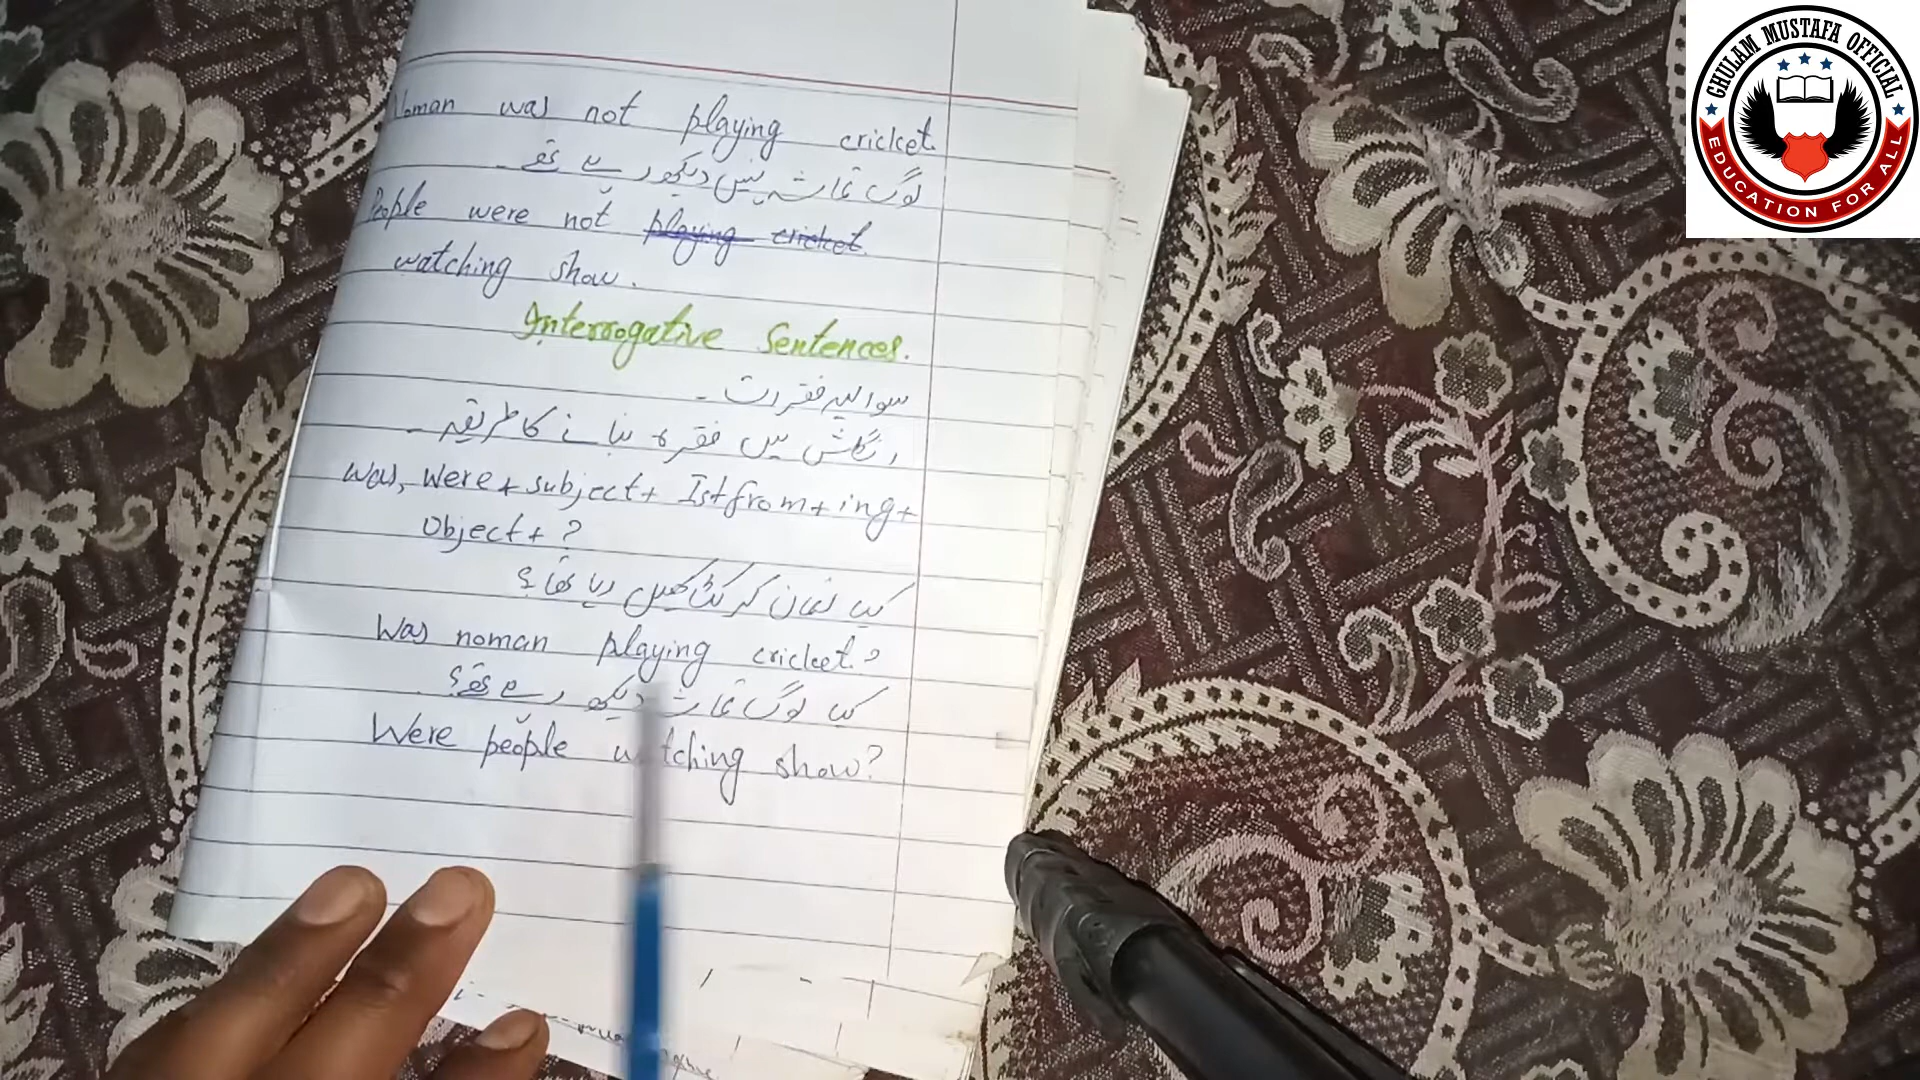 Noman was not playing cricket.
لوگ تماشہ نہیں دیکھ رہے تھے۔
People were not playing cricket.
watching show.
Interrogative Sentences.
سوالیہ فقرات۔
انگلش میں فقرہ بنانے کا طریقہ۔
Was, Were + subject + Ist from + ing +
Object + ?
کیا نعمان کرکٹ کھیل رہا تھا؟
Was noman playing cricket?
کیا لوگ تماشہ دیکھ رہے تھے؟
Were people watching show?
GHULAM MUSTAFA OFFICIAL
EDUCATION FOR ALL